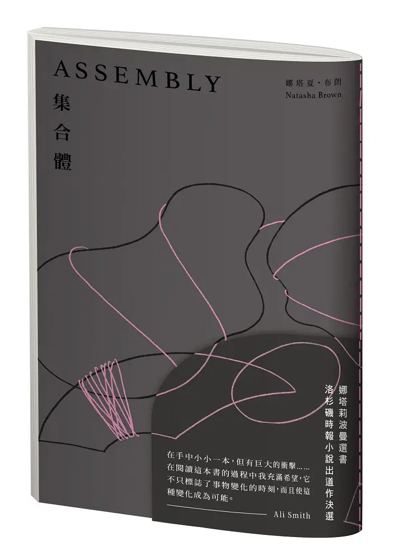 ASSEMBLY
集合體
娜塔夏・布朗
Natasha Brown
娜塔莉波曼選書
洛杉磯時報小說出道作決選
在手中小小一本，但有巨大的衝擊……
在閱讀這本書的過程中我充滿希望，它
不只標誌了事物變化的時刻，而且使這
種變化成為可能。
Ali Smith